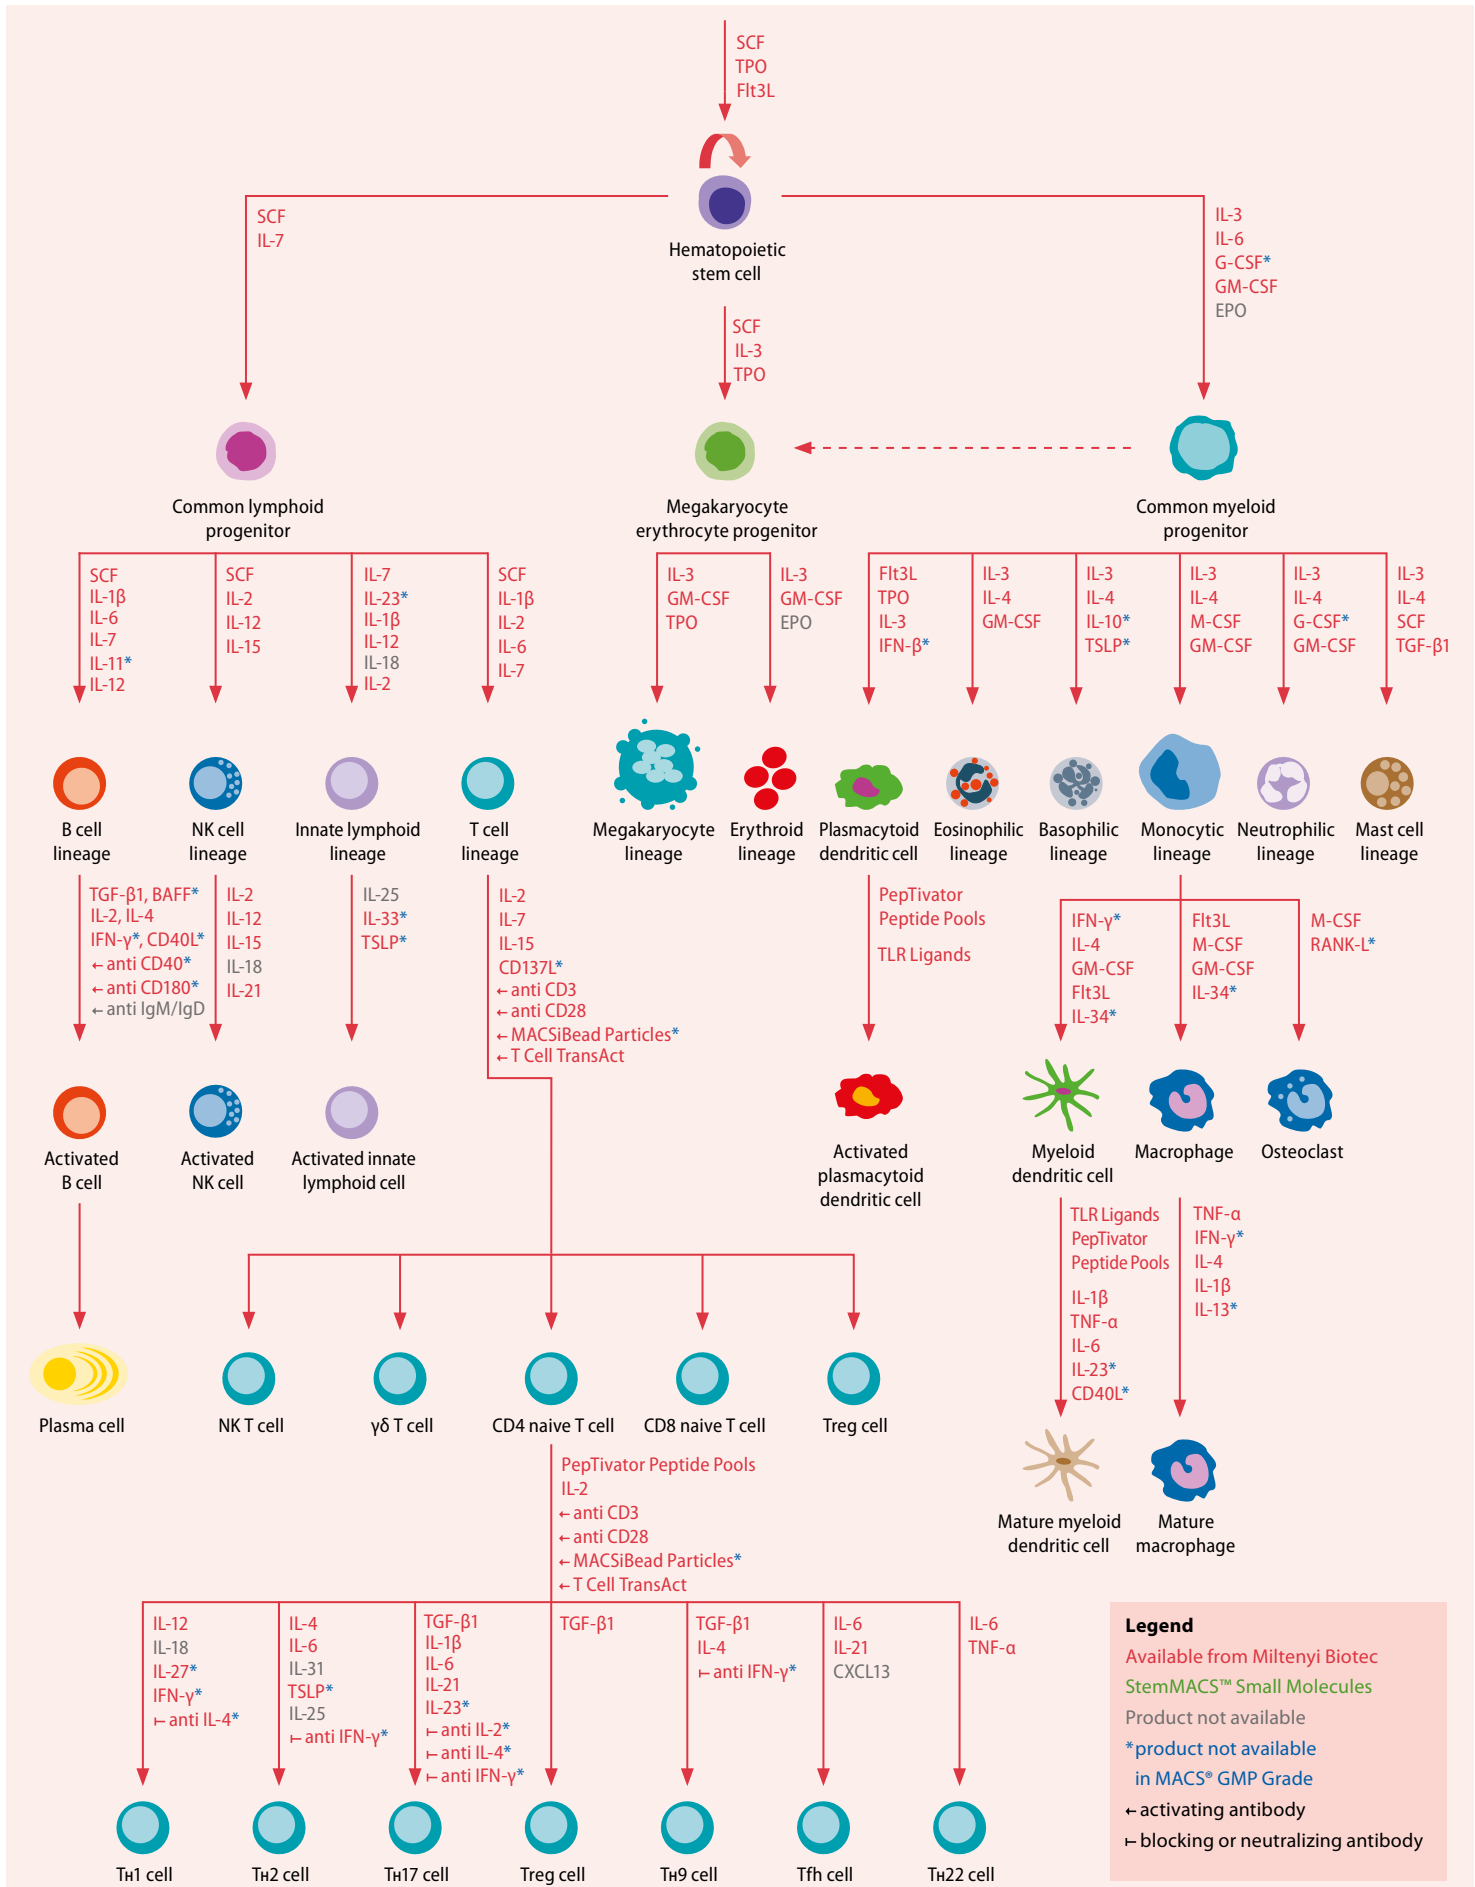 SCF
TPO
Flt3L
Hematopoietic
stem cell
SCF
IL-7
SCF
IL-3
TPO
IL-3
IL-6
G-CSF*
GM-CSF
EPO
Common lymphoid
progenitor
Megakaryocyte
erythrocyte progenitor
Common myeloid
progenitor
SCF
IL-1β
IL-6
IL-7
IL-11*
IL-12
SCF
IL-2
IL-12
IL-15
IL-7
IL-23*
IL-1β
IL-12
IL-18
IL-2
SCF
IL-1β
IL-2
IL-6
IL-7
IL-3
GM-CSF
TPO
IL-3
GM-CSF
EPO
Flt3L
TPO
IL-3
IFN-β*
IL-3
IL-4
GM-CSF
IL-3
IL-4
IL-10*
TSLP*
IL-3
IL-4
M-CSF
GM-CSF
IL-3
IL-4
G-CSF*
GM-CSF
IL-3
IL-4
SCF
TGF-β1
B cell
lineage
NK cell
lineage
Innate lymphoid
lineage
T cell
lineage
Megakaryocyte
lineage
Erythroid
lineage
Plasmacytoid
dendritic cell
Eosinophilic
lineage
Basophilic
lineage
Monocytic
lineage
Neutrophilic
lineage
Mast cell
lineage
TGF-β1, BAFF*
IL-2, IL-4
IFN-γ*, CD40L*
← anti CD40*
← anti CD180*
← anti IgM/IgD
IL-2
IL-12
IL-15
IL-18
IL-21
IL-25
IL-33*
TSLP*
IL-2
IL-7
IL-15
CD137L*
← anti CD3
← anti CD28
← MACSiBead Particles*
← T Cell TransAct
PepTivator
Peptide Pools
TLR Ligands
IFN-γ*
IL-4
GM-CSF
Flt3L
IL-34*
Flt3L
M-CSF
GM-CSF
IL-34*
M-CSF
RANK-L*
Activated
B cell
Activated
NK cell
Activated innate
lymphoid cell
Activated
plasmacytoid
dendritic cell
Myeloid
dendritic cell
Macrophage
Osteoclast
TLR Ligands
PepTivator
Peptide Pools
IL-1β
TNF-α
IL-6
IL-23*
CD40L*
TNF-α
IFN-γ*
IL-4
IL-1β
IL-13*
Plasma cell
NK T cell
γδ T cell
CD4 naive T cell
CD8 naive T cell
Treg cell
PepTivator Peptide Pools
IL-2
← anti CD3
← anti CD28
← MACSiBead Particles*
← T Cell TransAct
Mature myeloid
dendritic cell
Mature
macrophage
IL-12
IL-18
IL-27*
IFN-γ*
⊢ anti IL-4*
IL-4
IL-6
IL-31
TSLP*
IL-25
⊢ anti IFN-γ*
TGF-β1
IL-1β
IL-6
IL-21
IL-23*
⊢ anti IL-2*
⊢ anti IL-4*
⊢ anti IFN-γ*
TGF-β1
TGF-β1
IL-4
⊢ anti IFN-γ*
IL-6
IL-21
CXCL13
IL-6
TNF-α
TH1 cell
TH2 cell
TH17 cell
Treg cell
TH9 cell
Tfh cell
TH22 cell
Legend
Available from Miltenyi Biotec
StemMACS™ Small Molecules
Product not available
*product not available
in MACS® GMP Grade
← activating antibody
⊢ blocking or neutralizing antibody